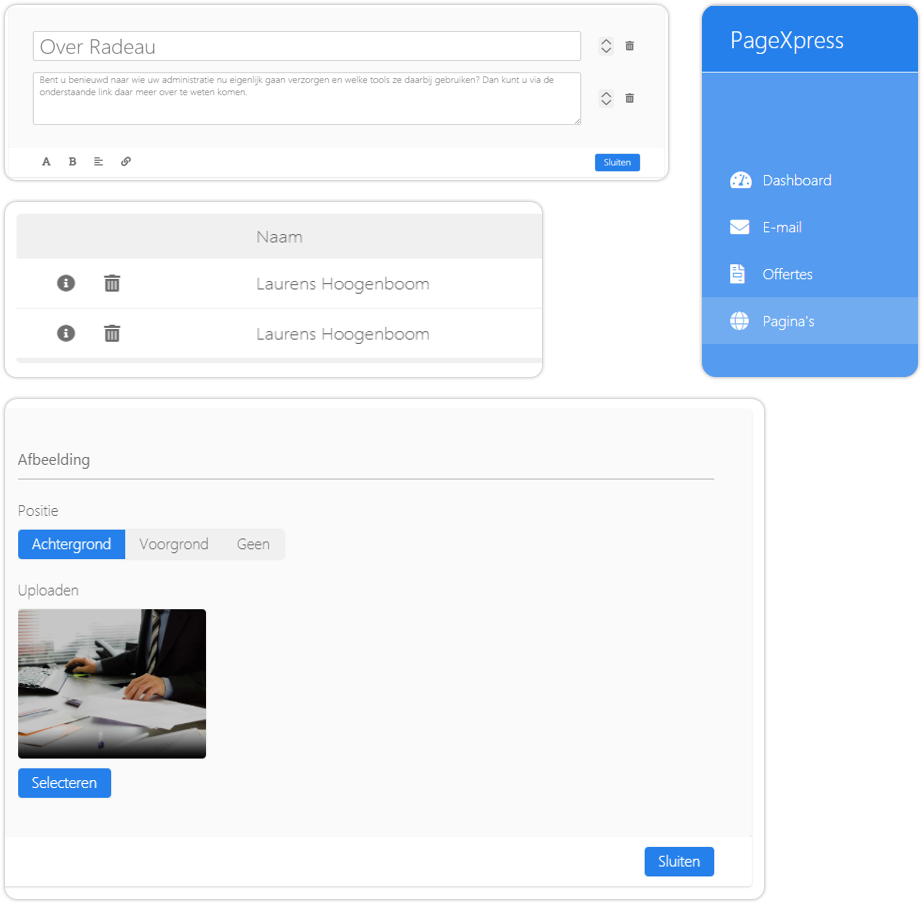 Over Radeau
Bent u benieuwd naar wie uw administratie nu eigenlijk gaan verzorgen en welke tools ze daarbij gebruiken? Dan kunt u via de
onderstaande link daar meer over te weten komen.
A B
Sluiten
PageXpress
Dashboard
E-mail
Offertes
Pagina's
Naam
Laurens Hoogenboom
Laurens Hoogenboom
Afbeelding
Positie
Achtergrond Voorgrond Geen
Uploaden
Selecteren
Sluiten